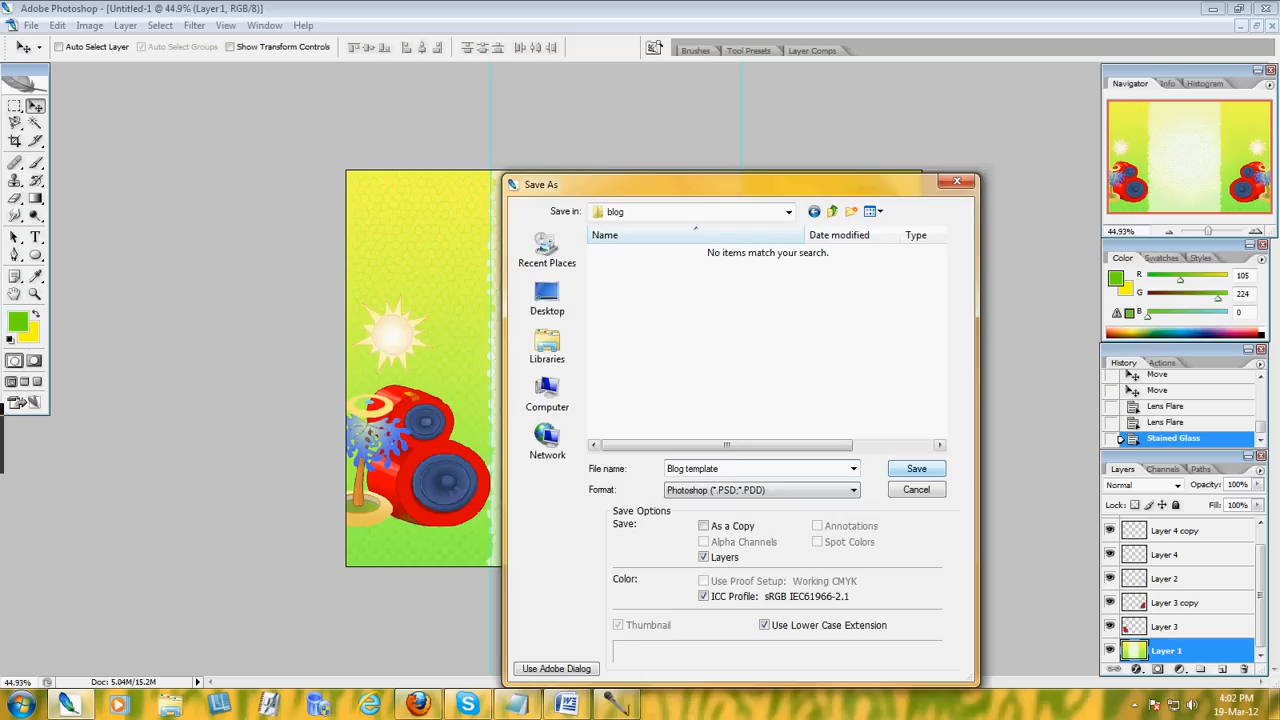 Adobe Photoshop - [Untitled-1 @ 44.9% (Layer 1, RGB/8)]
File Edit Image Layer Select Filter View Window Help
Auto Select Layer Auto Select Groups Show Transform Controls Brushes Tool Presets Layer Comps
Navigator Info Histogram
44.93%
Color Swatches Styles
R 105
G 224
B 0
History Actions
Move
Move
Lens Flare
Lens Flare
Stained Glass
Layers Channels Paths
Normal Opacity: 100%
Lock: Fill: 100%
Layer 4 copy
Layer 4
Layer 2
Layer 3 copy
Layer 3
Layer 1
Save As
Save in: blog
Name Date modified Type
No items match your search.
Recent Places
Desktop
Libraries
Computer
Network
File name: Blog template Save
Format: Photoshop (*.PSD;*.PDD) Cancel
Save Options
Save: As a Copy Annotations
Alpha Channels Spot Colors
Layers
Color: Use Proof Setup: Working CMYK
ICC Profile: sRGB IEC61966-2.1
Thumbnail Use Lower Case Extension
Use Adobe Dialog
44.93% Doc: 5.04M/15.2M
4:02 PM
19-Mar-12